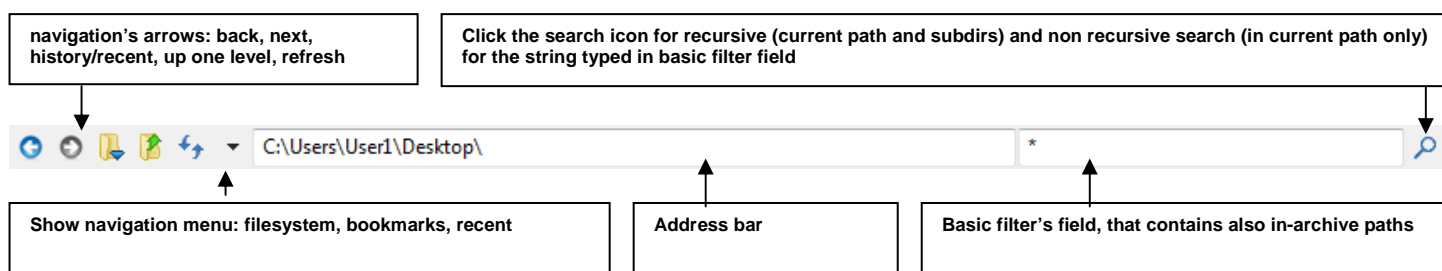 navigation's arrows: back, next,
history/recent, up one level, refresh
Click the search icon for recursive (current path and subdirs) and non recursive search (in current path only)
for the string typed in basic filter field
C:\Users\User1\Desktop\
*
Show navigation menu: filesystem, bookmarks, recent
Address bar
Basic filter's field, that contains also in-archive paths